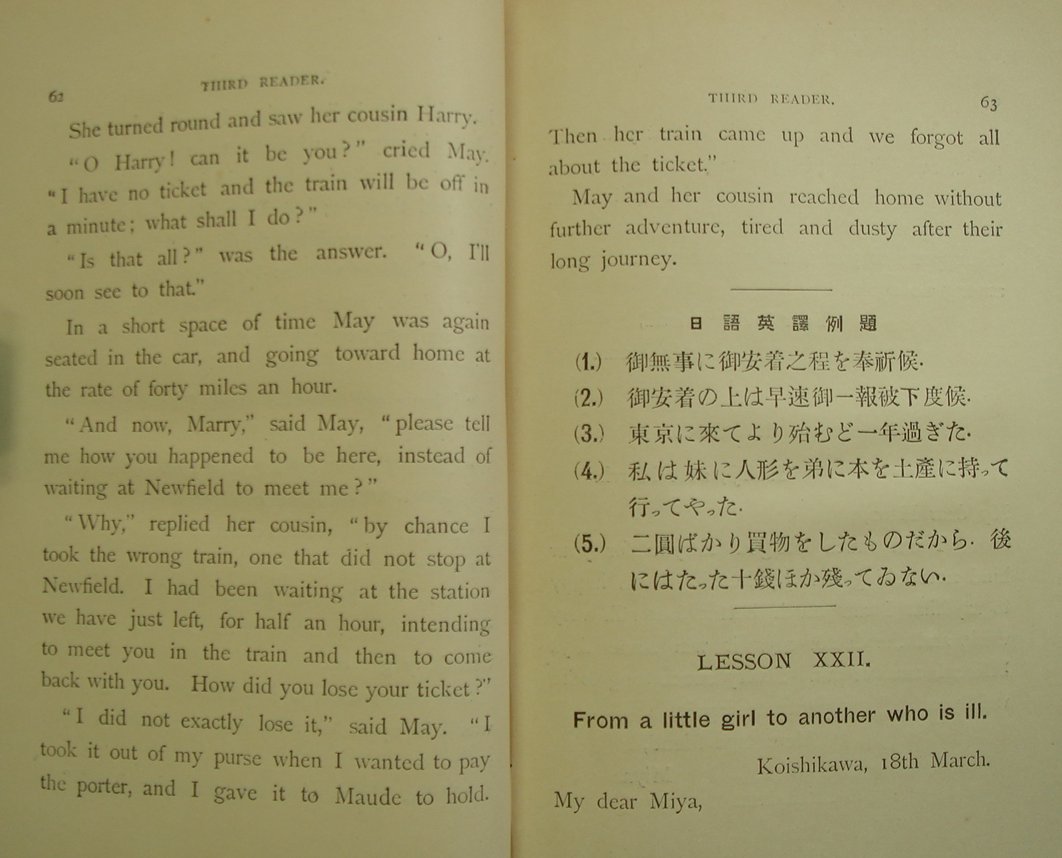 62
THIRD READER.
She turned round and saw her cousin Harry.
"O Harry! can it be you?" cried May.
"I have no ticket and the train will be off in
a minute; what shall I do?"
"Is that all?" was the answer. "O, I'll
soon see to that."
In a short space of time May was again
seated in the car, and going toward home at
the rate of forty miles an hour.
"And now, Marry," said May, "please tell
me how you happened to be here, instead of
waiting at Newfield to meet me?"
"Why," replied her cousin, "by chance I
took the wrong train, one that did not stop at
Newfield. I had been waiting at the station
we have just left, for half an hour, intending
to meet you in the train and then to come
back with you. How did you lose your ticket?"
"I did not exactly lose it," said May. "I
took it out of my purse when I wanted to pay
the porter, and I gave it to Maude to hold.
THIRD READER.
63
Then her train came up and we forgot all
about the ticket."
May and her cousin reached home without
further adventure, tired and dusty after their
long journey.
日語英譯例題
(1.) 御無事に御安着之程を奉祈候.
(2.) 御安着の上は早速御一報被下度候.
(3.) 東京に來てより殆むど一年過ぎた.
(4.) 私は妹に人形を弟に本を土產に持って
行ってやった.
(5.) 二圓ばかり買物をしたものだから. 後
にはたった十錢ほか殘ってゐない.
LESSON XXII.
From a little girl to another who is ill.
Koishikawa, 18th March.
My dear Miya,